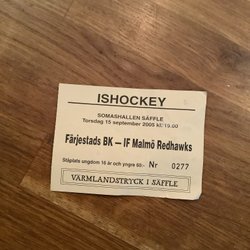 ISHOCKEY
SOMASHALLEN SÄFFLE
Torsdag 15 september 2005 kl: 19.00
Färjestads BK — IF Malmö Redhawks
Ståplats ungdom 16 år och yngre 60:- Nr 0277
VÄRMLANDSTRYCK I SÄFFLE